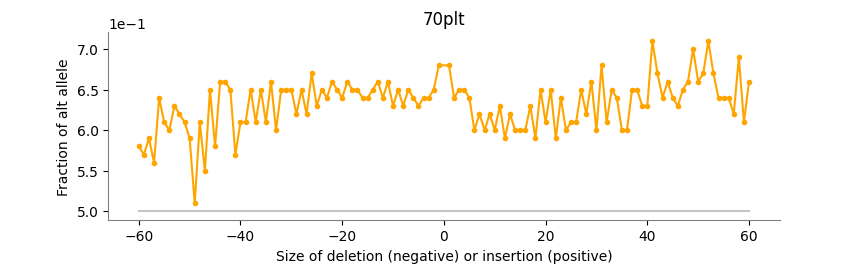 70plt
1e−1
7.0
6.5
6.0
5.5
5.0
Fraction of alt allele
−60 −40 −20 0 20 40 60
Size of deletion (negative) or insertion (positive)